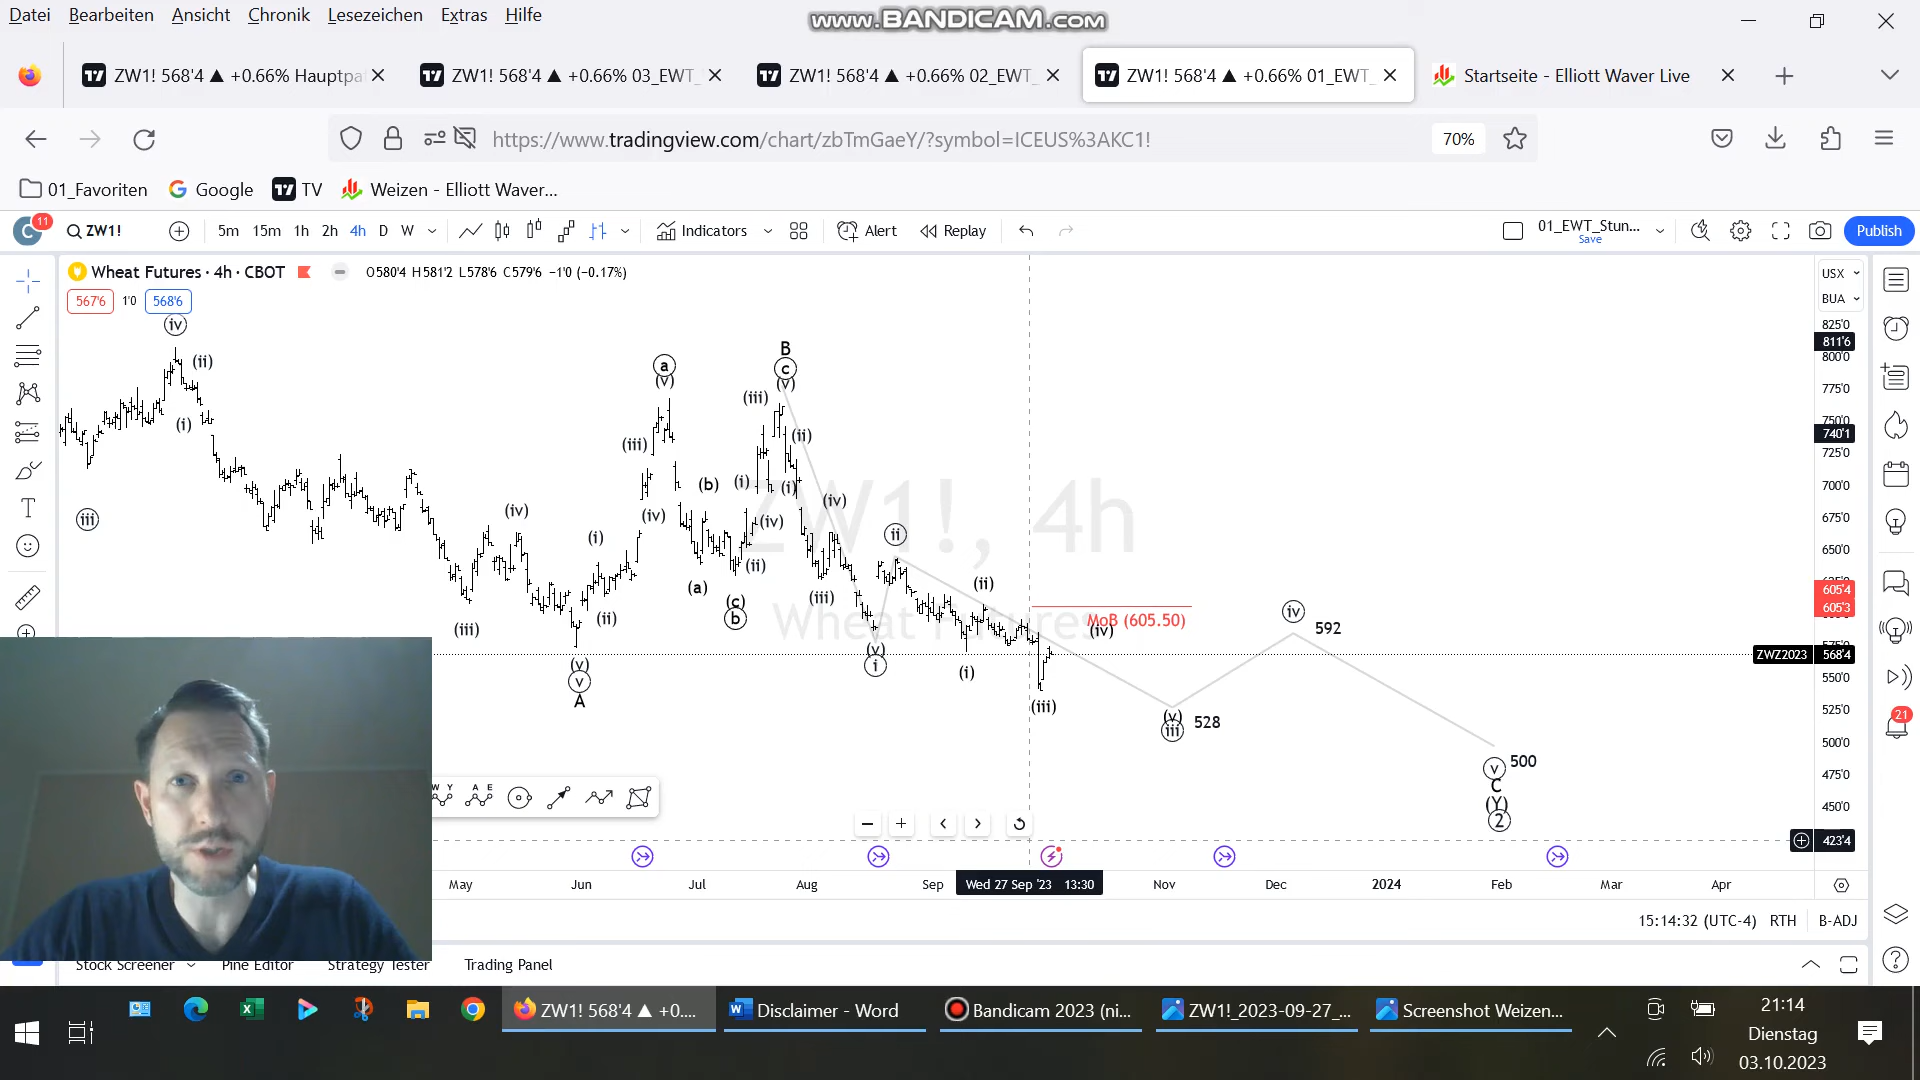 Datei Bearbeiten Ansicht Chronik Lesezeichen Extras Hilfe
www.BANDICAM.com
ZW1! 568'4 ▲ +0.66% Hauptpa
ZW1! 568'4 ▲ +0.66% 03_EWT_
ZW1! 568'4 ▲ +0.66% 02_EWT_
ZW1! 568'4 ▲ +0.66% 01_EWT_
Startseite - Elliott Waver Live
https://www.tradingview.com/chart/zbTmGaeY/?symbol=ICEUS%3AKC1!
70%
01_Favoriten Google TV Weizen - Elliott Waver...
C 11 ZW1! 5m 15m 1h 2h 4h D W Indicators Alert Replay 01_EWT_Stun... Publish
Save
Wheat Futures · 4h · CBOT O580'4 H581'2 L578'6 C579'6 −1'0 (−0.17%)
USX
567'6 1'0 568'6
BUA
825'0
811'6
800'0
775'0
750'0
740'1
725'0
700'0
675'0
650'0
605'4
605'3
ZWZ2023 568'4
550'0
525'0
500'0
475'0
450'0
423'4
iv
(ii)
(i)
iii
(iv)
(iii)
(v)
v
A
(i)
(ii)
(iii)
(iv)
a
(v)
(b)
(a)
(c)
b
(i)
(ii)
(iii)
(iv)
B
c
(v)
(ii)
(i)
(iv)
(iii)
(v)
i
ii
(ii)
(i)
(iii)
MoB (605.50)
(iv)
(v)
iii 528
iv 592
v 500
C
(Y)
2
ZW1!, 4h
Wheat Futures
W Y A E
May Jun Jul Aug Sep Wed 27 Sep '23 13:30 Nov Dec 2024 Feb Mar Apr
15:14:32 (UTC-4) RTH B-ADJ
Stock Screener Pine Editor Strategy Tester Trading Panel
21
ZW1! 568'4 ▲ +0....
Disclaimer - Word
Bandicam 2023 (ni...
ZW1!_2023-09-27_...
Screenshot Weizen...
21:14
Dienstag
03.10.2023